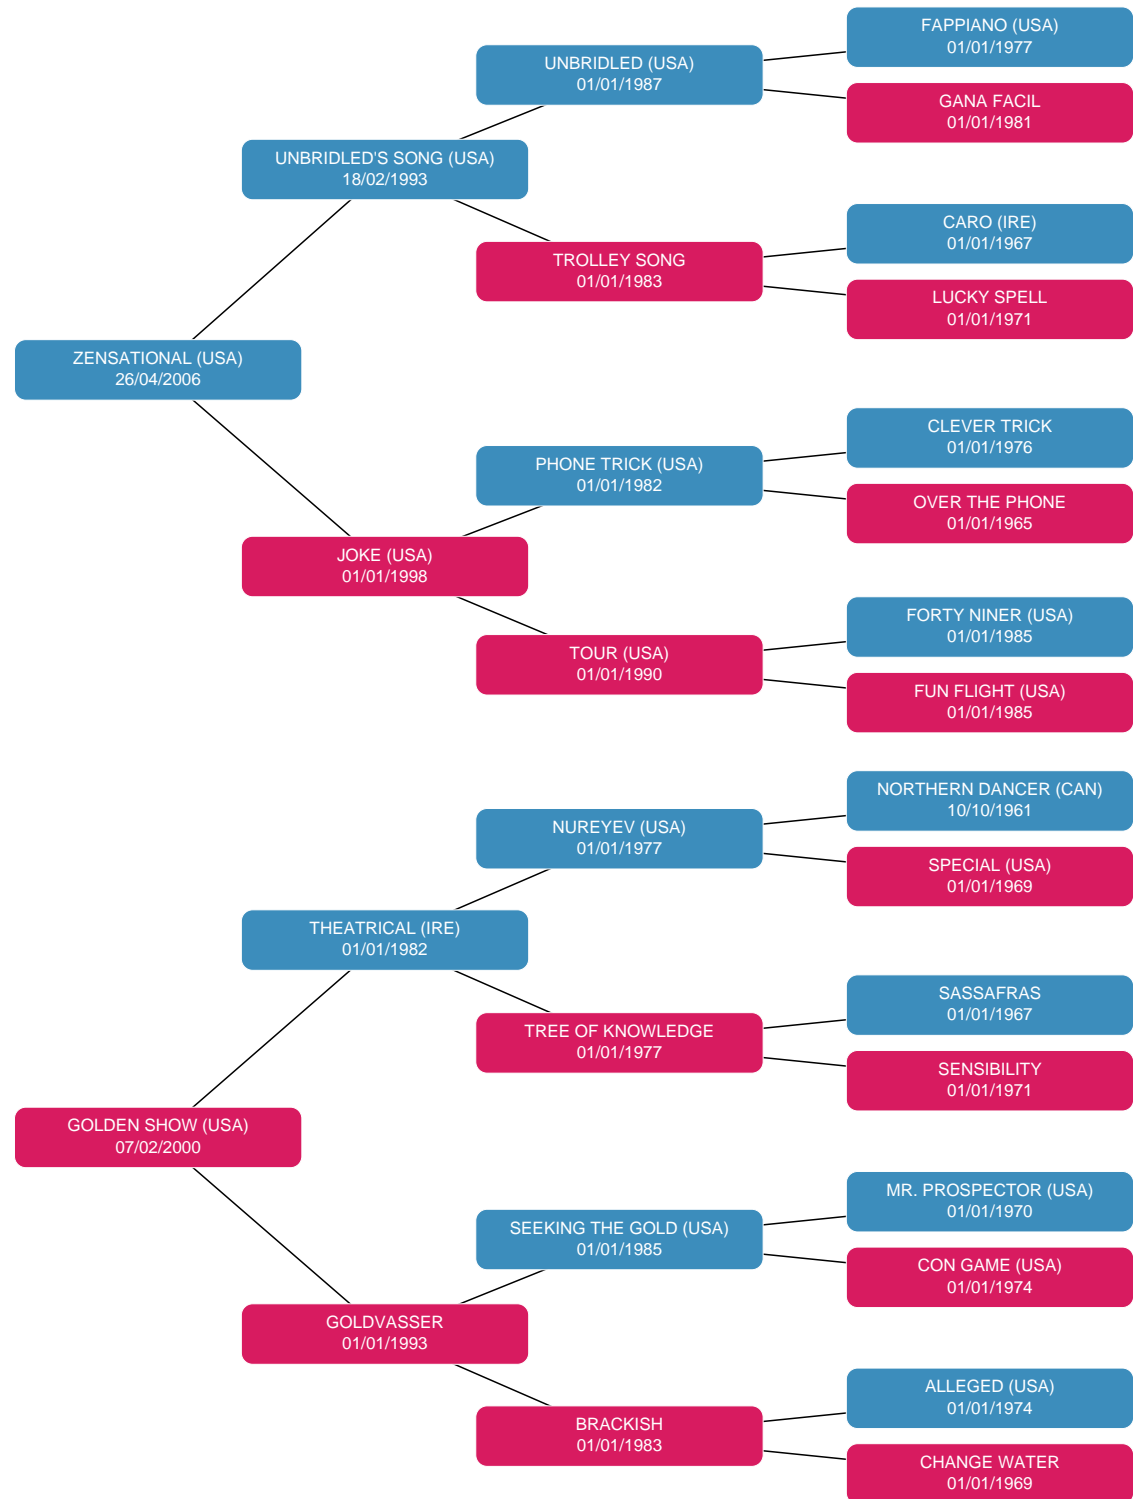 FAPPIANO (USA)
01/01/1977
UNBRIDLED (USA)
01/01/1987
GANA FACIL
01/01/1981
UNBRIDLED'S SONG (USA)
18/02/1993
CARO (IRE)
01/01/1967
TROLLEY SONG
01/01/1983
LUCKY SPELL
01/01/1971
ZENSATIONAL (USA)
26/04/2006
CLEVER TRICK
01/01/1976
PHONE TRICK (USA)
01/01/1982
OVER THE PHONE
01/01/1965
JOKE (USA)
01/01/1998
FORTY NINER (USA)
01/01/1985
TOUR (USA)
01/01/1990
FUN FLIGHT (USA)
01/01/1985
NORTHERN DANCER (CAN)
10/10/1961
NUREYEV (USA)
01/01/1977
SPECIAL (USA)
01/01/1969
THEATRICAL (IRE)
01/01/1982
SASSAFRAS
01/01/1967
TREE OF KNOWLEDGE
01/01/1977
SENSIBILITY
01/01/1971
GOLDEN SHOW (USA)
07/02/2000
MR. PROSPECTOR (USA)
01/01/1970
SEEKING THE GOLD (USA)
01/01/1985
CON GAME (USA)
01/01/1974
GOLDVASSER
01/01/1993
ALLEGED (USA)
01/01/1974
BRACKISH
01/01/1983
CHANGE WATER
01/01/1969